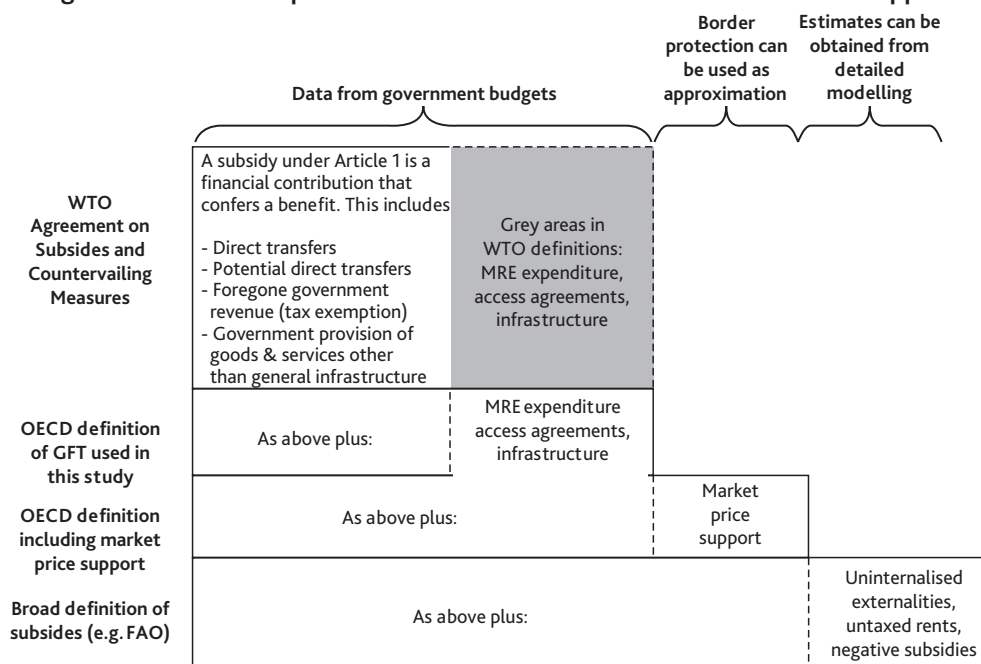 Border
protection can
be used as
approximation
Estimates can be
obtained from
detailed
modelling
Data from government budgets
WTO
Agreement on
Subsides and
Countervailing
Measures
A subsidy under Article 1 is a
financial contribution that
confers a benefit. This includes
- Direct transfers
- Potential direct transfers
- Foregone government
revenue (tax exemption)
- Government provision of
goods & services other
than general infrastructure
Grey areas in
WTO definitions:
MRE expenditure,
access agreements,
infrastructure
OECD definition
of GFT used in
this study
As above plus:
MRE expenditure
access agreements,
infrastructure
OECD definition
including market
price support
As above plus:
Market
price
support
Broad definition of
subsides (e.g. FAO)
As above plus:
Uninternalised
externalities,
untaxed rents,
negative subsidies